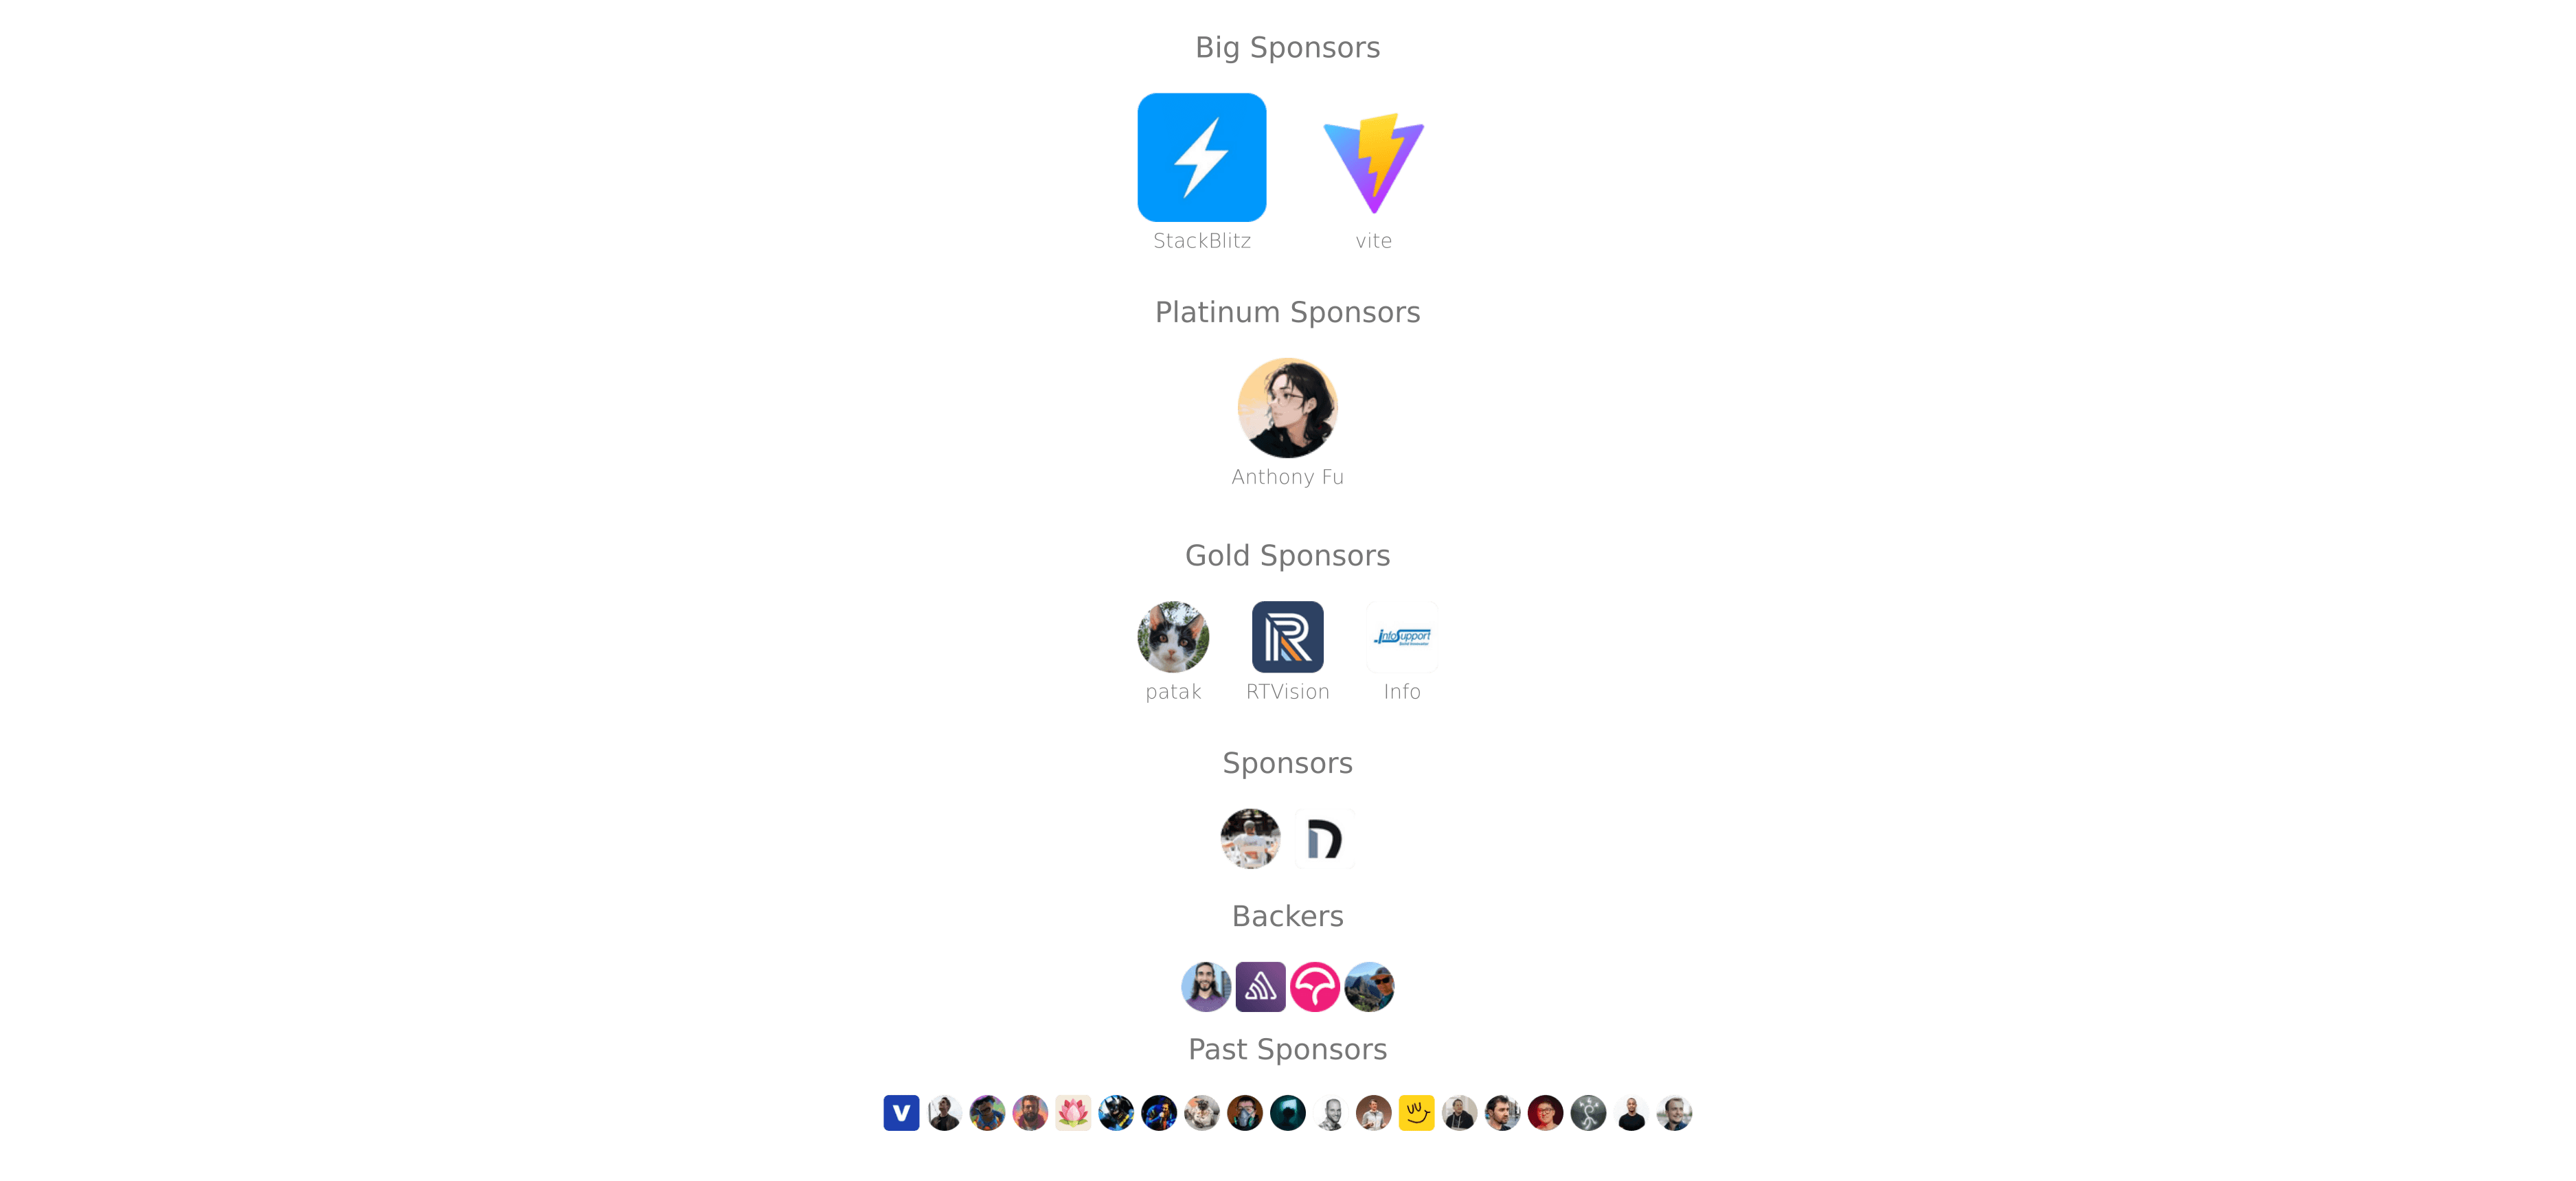 Big Sponsors
StackBlitz
vite
Platinum Sponsors
Anthony Fu
Gold Sponsors
infoSupport
patak
RTVision
Info
Sponsors
Backers
Past Sponsors
V